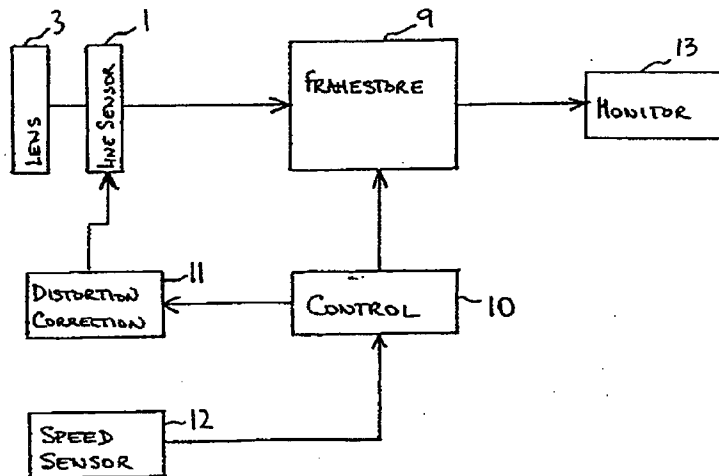 3
1
9
13
LENS
LINE SENSOR
FRAMESTORE
MONITOR
11
DISTORTION
CORRECTION
CONTROL
10
12
SPEED
SENSOR